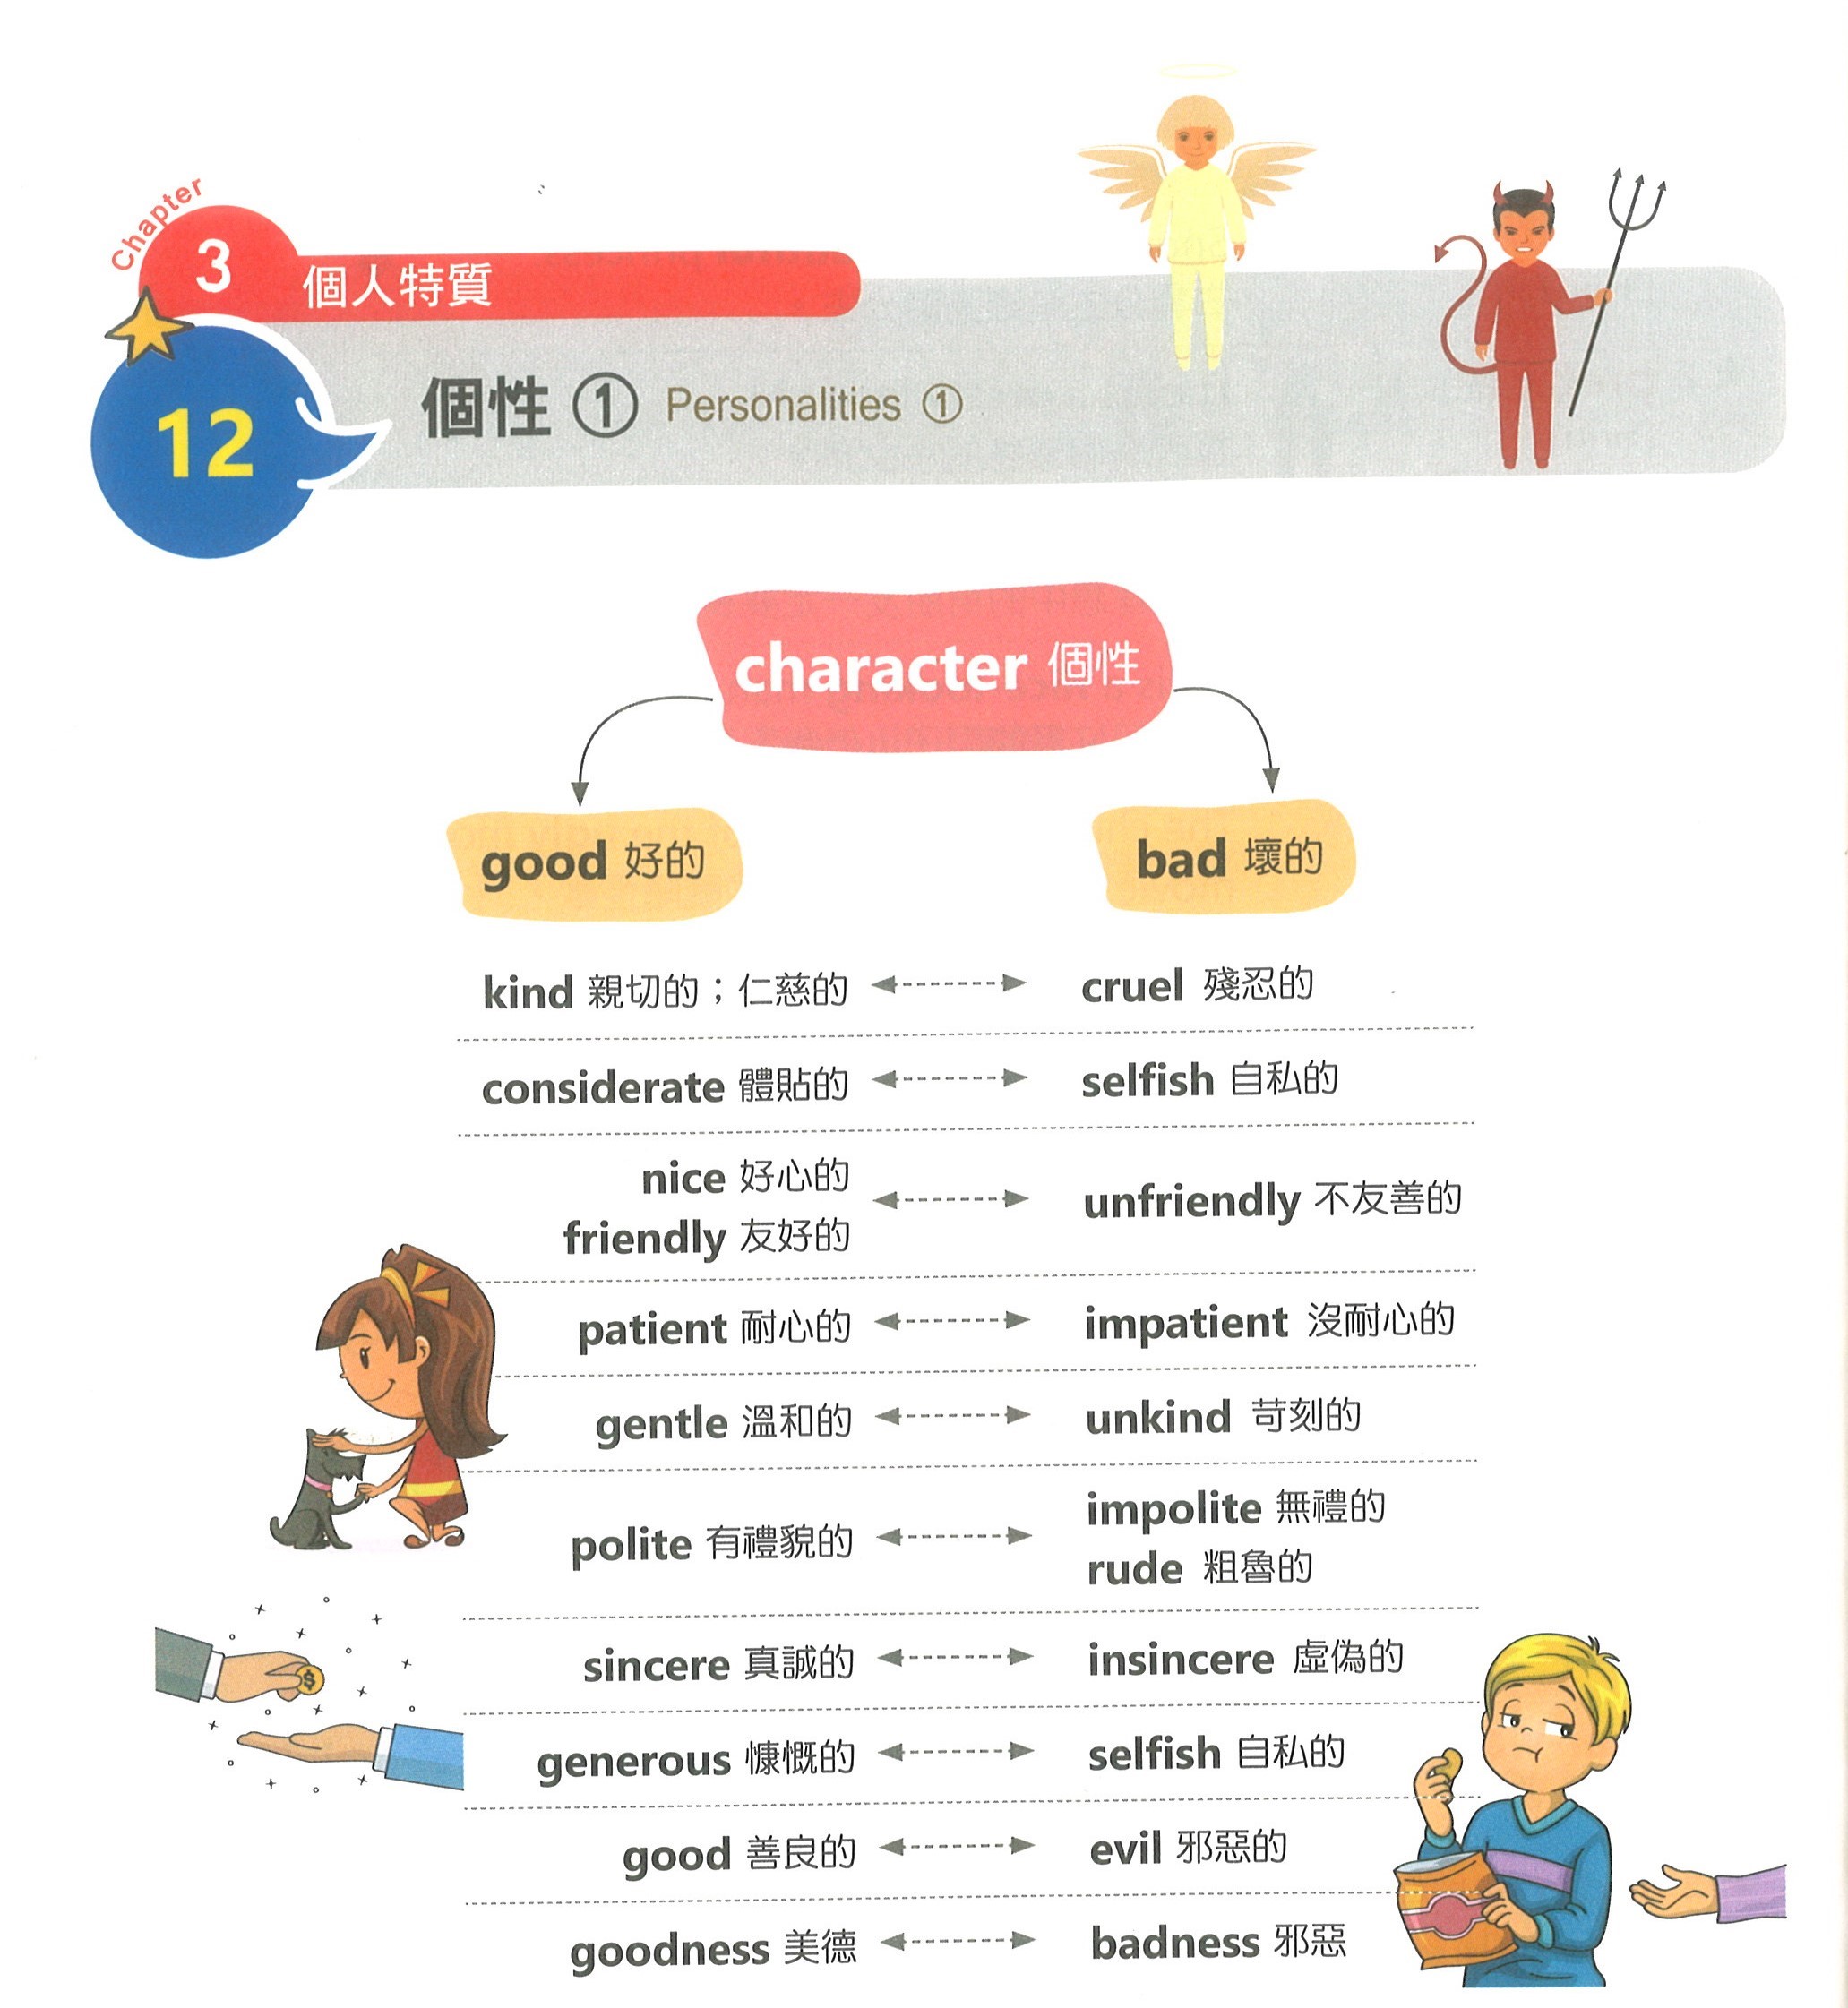 Chapter
3 個人特質
12 個性 ① Personalities ①
character 個性
good 好的 bad 壞的
kind 親切的；仁慈的 cruel 殘忍的
considerate 體貼的 selfish 自私的
nice 好心的
friendly 友好的
unfriendly 不友善的
patient 耐心的 impatient 沒耐心的
gentle 溫和的 unkind 苛刻的
polite 有禮貌的
impolite 無禮的
rude 粗魯的
sincere 真誠的 insincere 虛偽的
$
generous 慷慨的 selfish 自私的
good 善良的 evil 邪惡的
goodness 美德 badness 邪惡